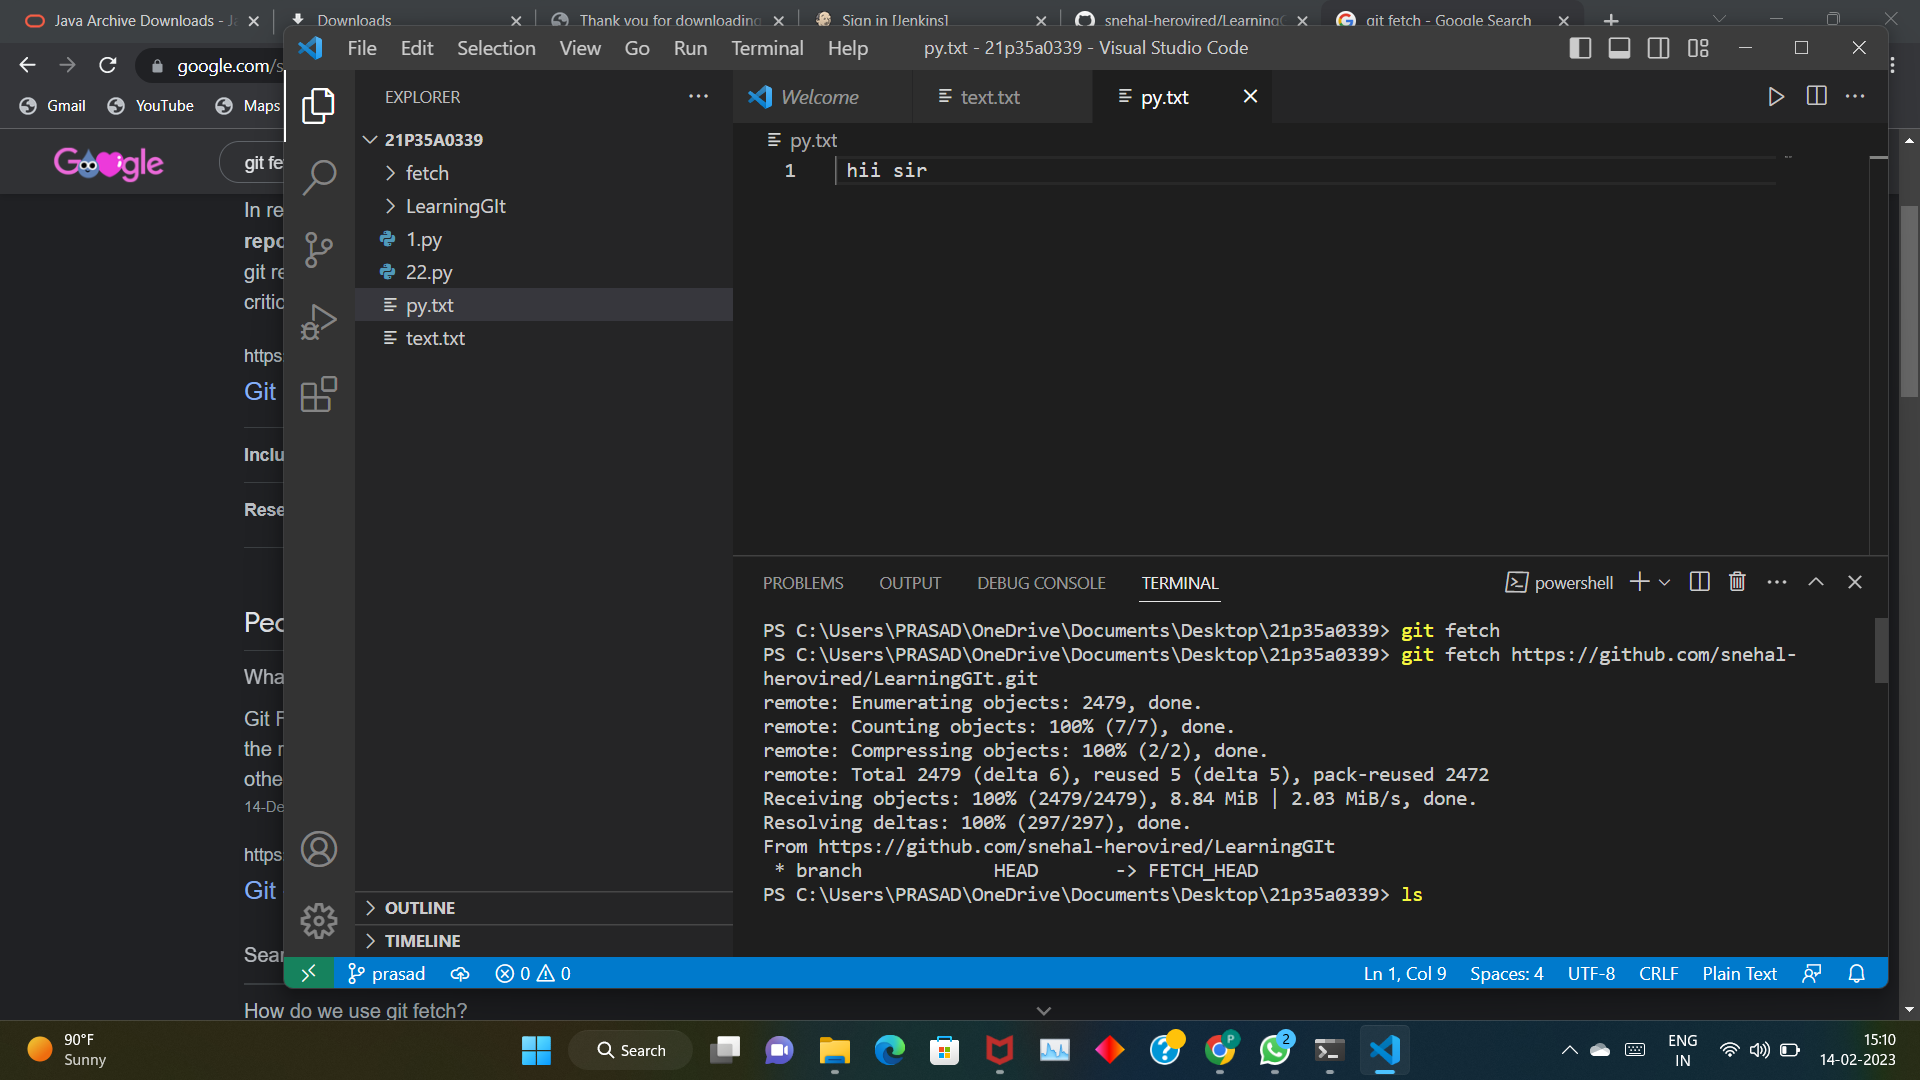 Java Archive Downloads - Ja
Downloads
Thank you for downloading
Sign in [Jenkins]
snehal-herovired/LearningG
git fetch - Google Search
File Edit Selection View Go Run Terminal Help
py.txt - 21p35a0339 - Visual Studio Code
google.com/s
Gmail YouTube Maps
Google
git fe
In re
repo
git re
critic
https:
Git
Inclu
Rese
Peo
Wha
Git F
the r
othe
14-De
https:
Git
Sear
How do we use git fetch?
EXPLORER
21P35A0339
fetch
LearningGIt
1.py
22.py
py.txt
text.txt
OUTLINE
TIMELINE
Welcome text.txt py.txt
py.txt
1 hii sir
PROBLEMS OUTPUT DEBUG CONSOLE TERMINAL
powershell
PS C:\Users\PRASAD\OneDrive\Documents\Desktop\21p35a0339> git fetch
PS C:\Users\PRASAD\OneDrive\Documents\Desktop\21p35a0339> git fetch https://github.com/snehal-
herovired/LearningGIt.git
remote: Enumerating objects: 2479, done.
remote: Counting objects: 100% (7/7), done.
remote: Compressing objects: 100% (2/2), done.
remote: Total 2479 (delta 6), reused 5 (delta 5), pack-reused 2472
Receiving objects: 100% (2479/2479), 8.84 MiB | 2.03 MiB/s, done.
Resolving deltas: 100% (297/297), done.
From https://github.com/snehal-herovired/LearningGIt
* branch HEAD -> FETCH_HEAD
PS C:\Users\PRASAD\OneDrive\Documents\Desktop\21p35a0339> ls
prasad 0 0
Ln 1, Col 9 Spaces: 4 UTF-8 CRLF Plain Text
90°F
Sunny
Search
P
2
ENG
IN
15:10
14-02-2023